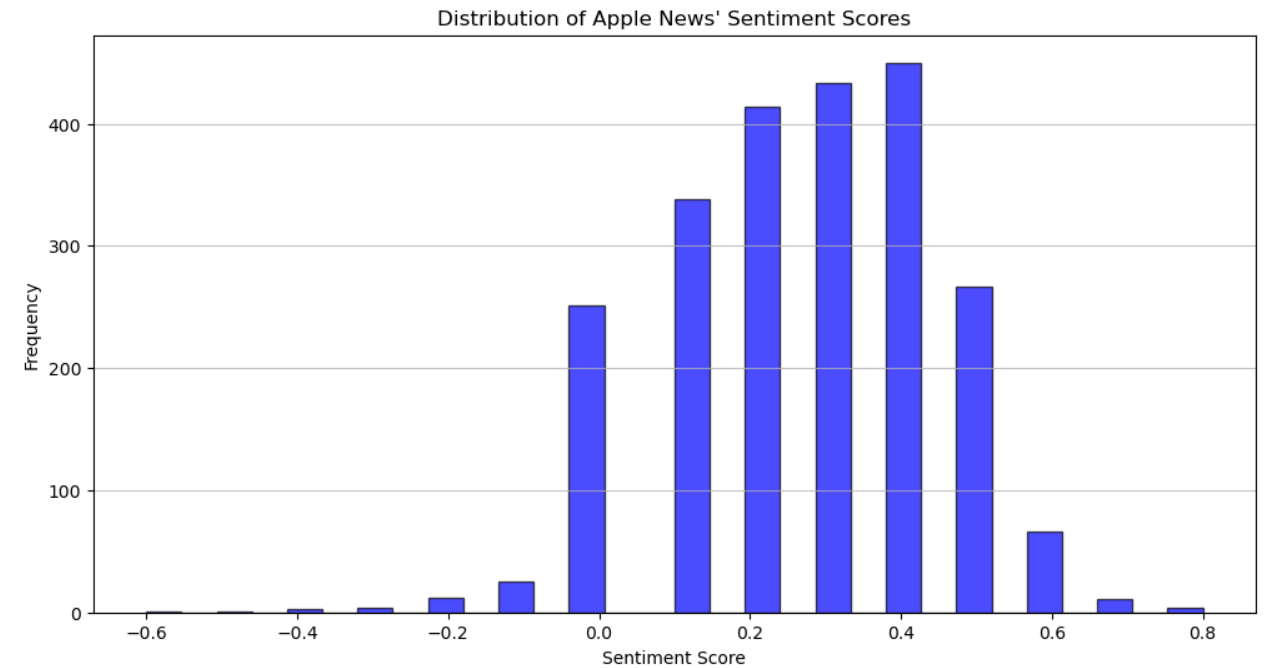 Distribution of Apple News' Sentiment Scores
Frequency
400
300
200
100
0
−0.6 −0.4 −0.2 0.0 0.2 0.4 0.6 0.8
Sentiment Score